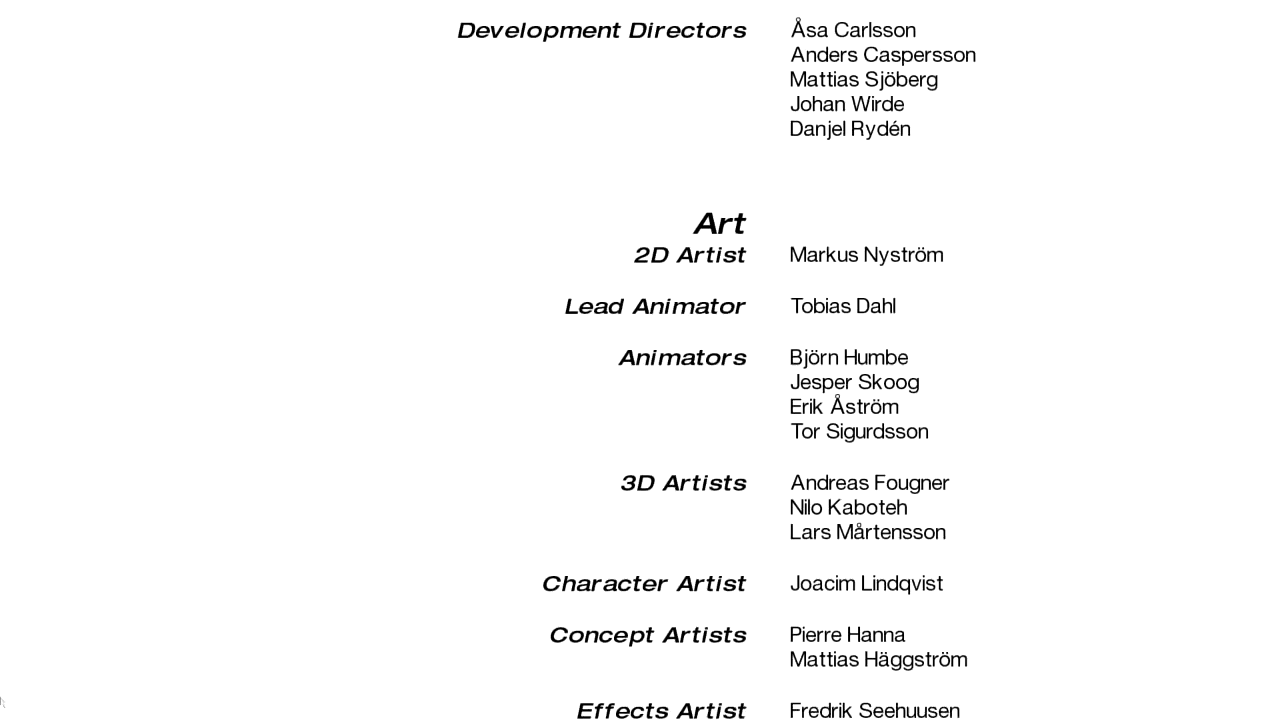 Development Directors Åsa Carlsson
Anders Caspersson
Mattias Sjöberg
Johan Wirde
Danjel Rydén
Art
2D Artist Markus Nyström
Lead Animator Tobias Dahl
Animators Björn Humbe
Jesper Skoog
Erik Åström
Tor Sigurdsson
3D Artists Andreas Fougner
Nilo Kaboteh
Lars Mårtensson
Character Artist Joacim Lindqvist
Concept Artists Pierre Hanna
Mattias Häggström
Effects Artist Fredrik Seehuusen